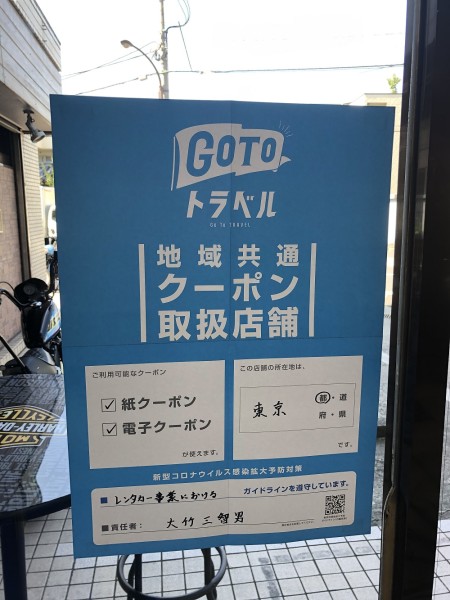 GOTO
トラベル
GO TO TRAVEL
地域共通
クーポン
取扱店舗
ご利用可能なクーポン
☑ 紙クーポン
☑ 電子クーポン
が使えます。
この店舗の所在地は、
東京 都・道
府・県
です。
新型コロナウイルス感染拡大予防対策
■ レンタカー事業における ガイドラインを遵守しています。
■責任者: 大竹三智男
HARLEY-DA
CYCLE
MOTO